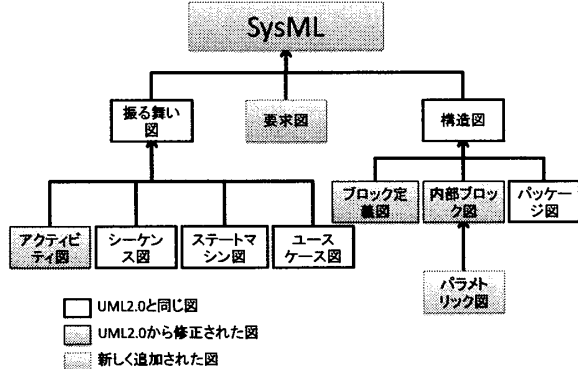 SysML
振る舞い
図
要求図
構造図
ブロック定
義図
内部ブロッ
ク図
パッケー
ジ図
アクティビ
ティ図
シーケン
ス図
ステートマ
シン図
ユース
ケース図
パラメト
リック図
UML2.0と同じ図
UML2.0から修正された図
新しく追加された図